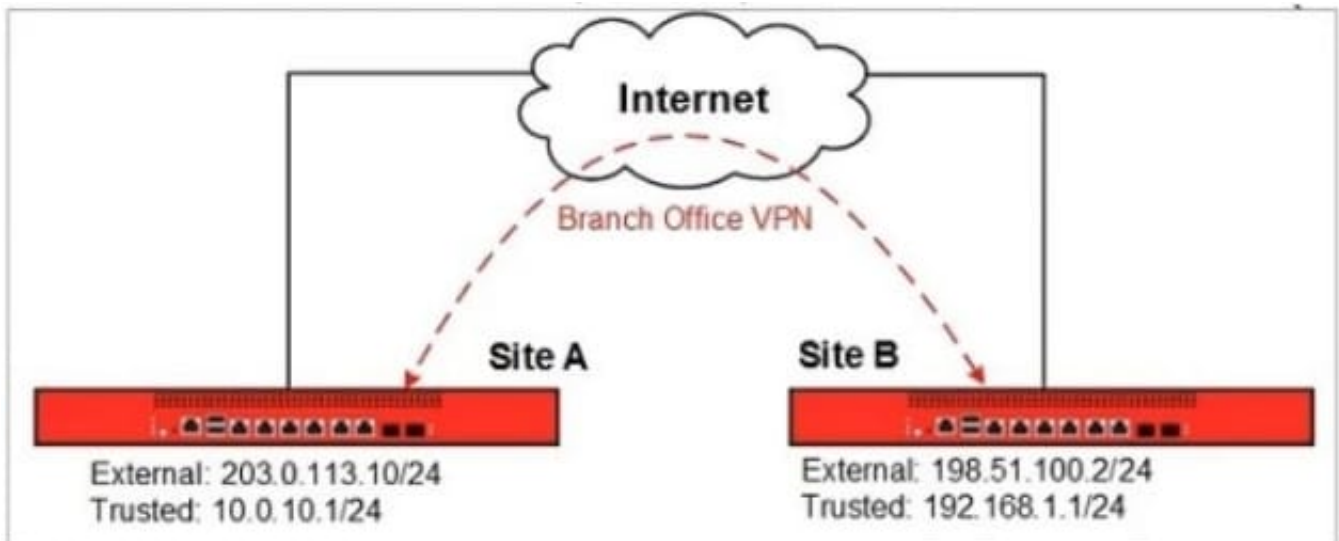 Internet
Branch Office VPN
Site A
Site B
External: 203.0.113.10/24
Trusted: 10.0.10.1/24
External: 198.51.100.2/24
Trusted: 192.168.1.1/24